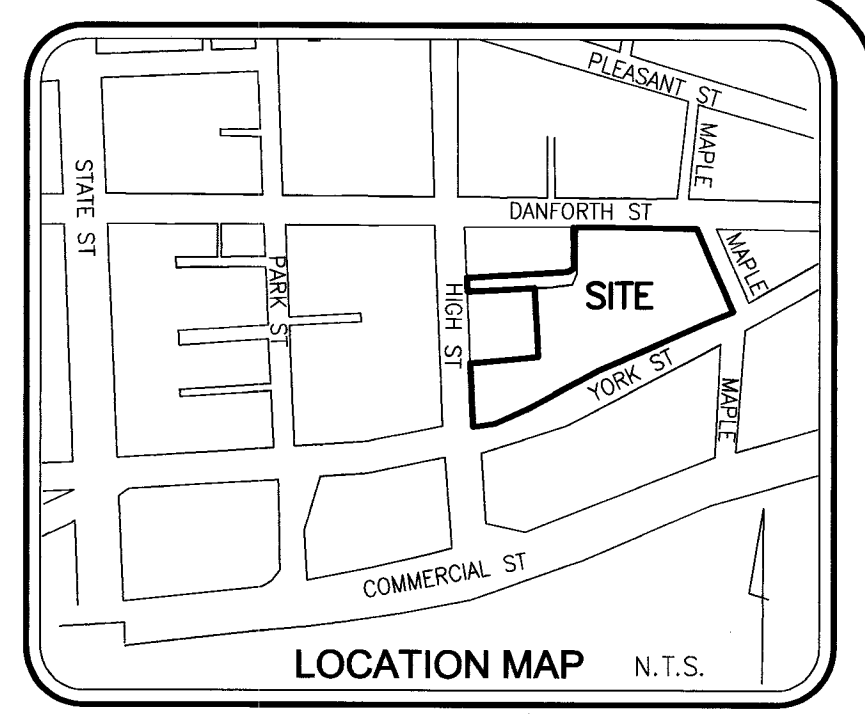 PLEASANT ST
MAPLE
STATE ST
DANFORTH ST
MAPLE
PARK ST
HIGH ST
SITE
YORK ST
MAPLE
COMMERCIAL ST
LOCATION MAP N.T.S.